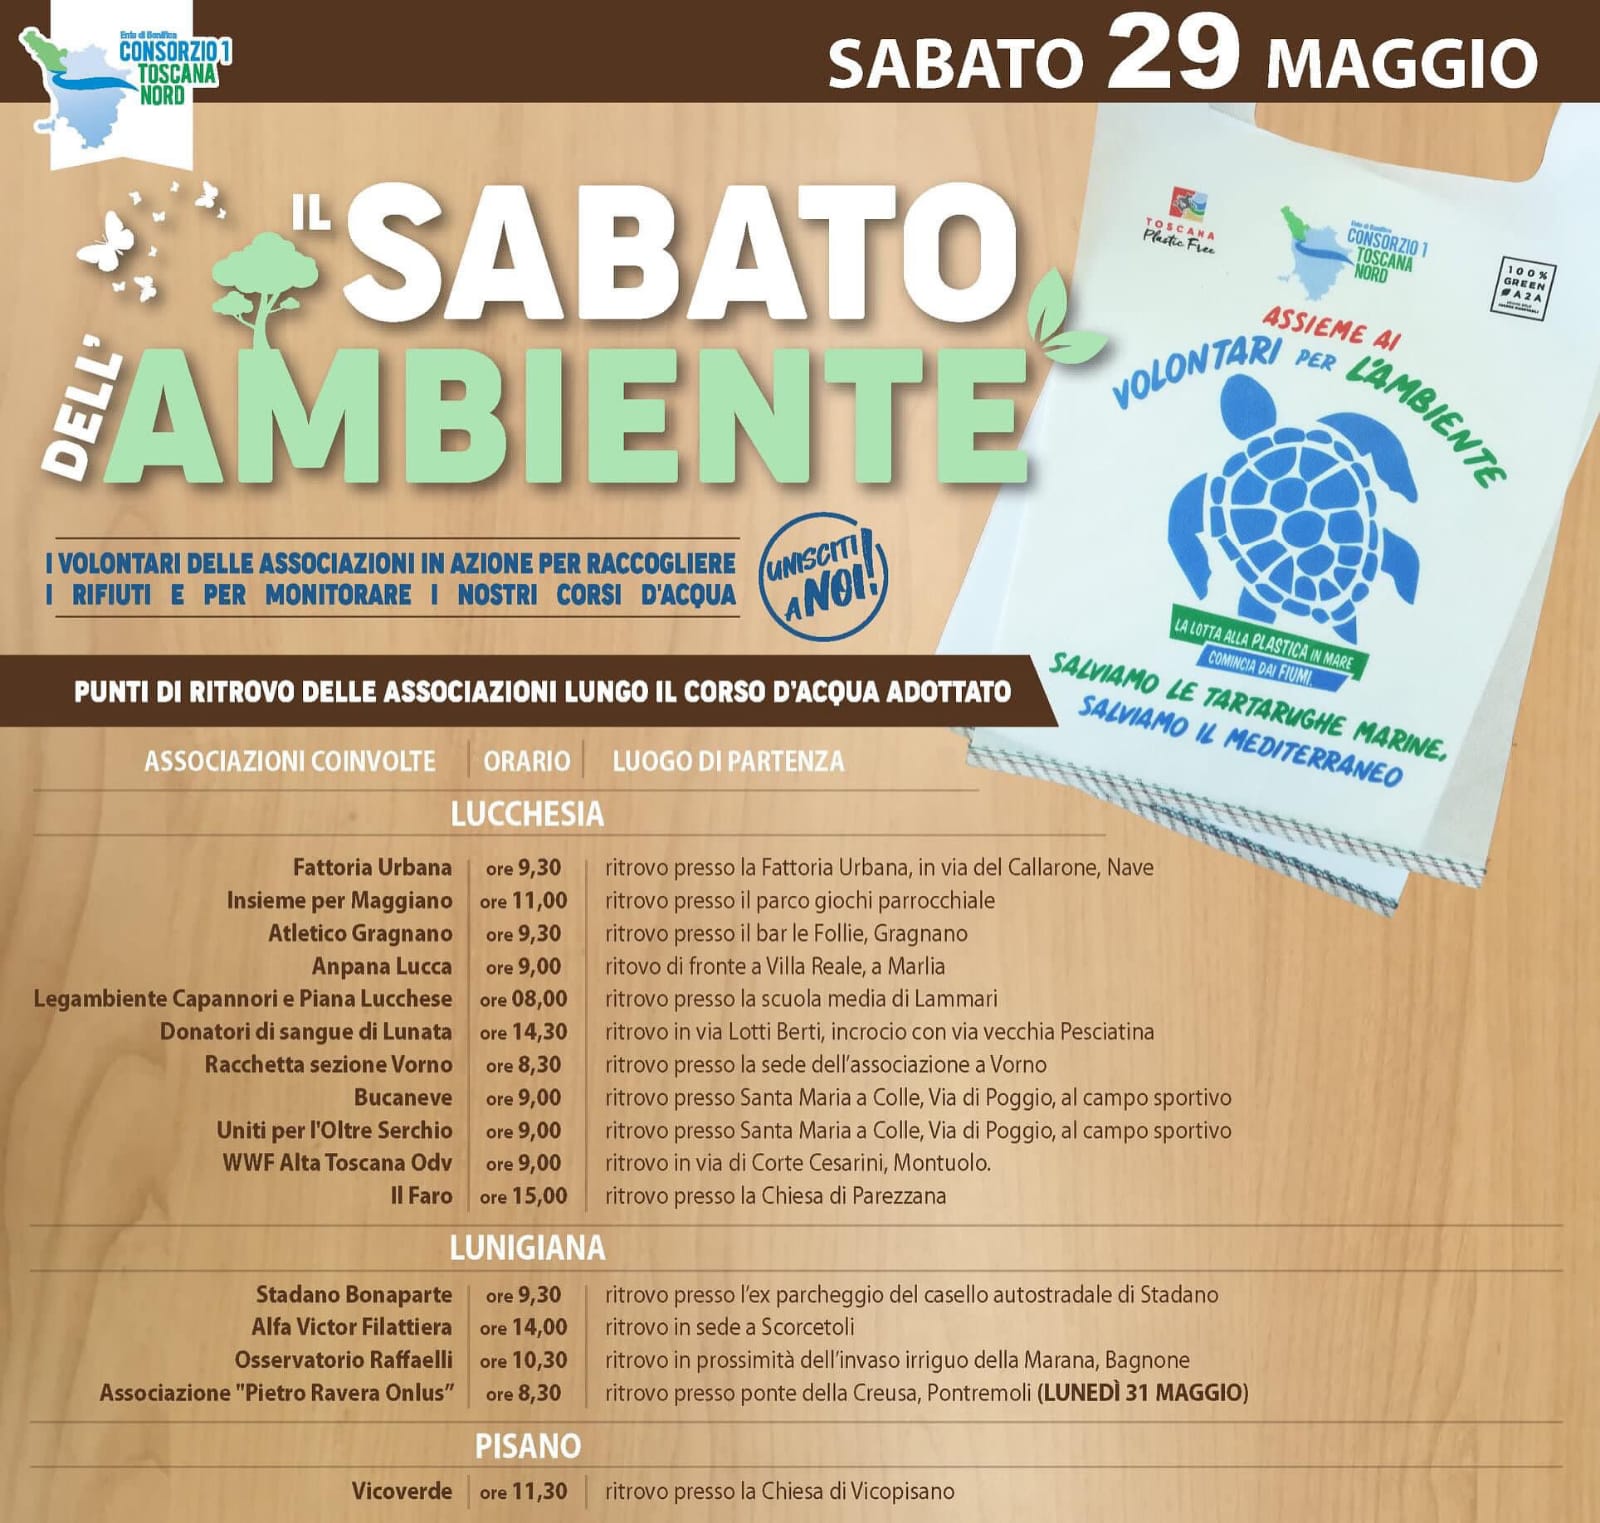 Ente di Bonifica
CONSORZIO 1
TOSCANA
NORD
SABATO 29 MAGGIO
IL SABATO
DELL'AMBIENTE
I VOLONTARI DELLE ASSOCIAZIONI IN AZIONE PER RACCOGLIERE
I RIFIUTI E PER MONITORARE I NOSTRI CORSI D'ACQUA
UNISCITI
A NOI!
TOSCANA
Plastic Free
Ente di Bonifica
CONSORZIO 1
TOSCANA
NORD
100%
GREEN
A2A
ASSIEME AI
VOLONTARI PER L'AMBIENTE
LA LOTTA ALLA PLASTICA IN MARE
COMINCIA DAI FIUMI.
SALVIAMO LE TARTARUGHE MARINE,
SALVIAMO IL MEDITERRANEO
PUNTI DI RITROVO DELLE ASSOCIAZIONI LUNGO IL CORSO D'ACQUA ADOTTATO
ASSOCIAZIONI COINVOLTE ORARIO LUOGO DI PARTENZA
LUCCHESIA
Fattoria Urbana ore 9,30 ritrovo presso la Fattoria Urbana, in via del Callarone, Nave
Insieme per Maggiano ore 11,00 ritrovo presso il parco giochi parrocchiale
Atletico Gragnano ore 9,30 ritrovo presso il bar le Follie, Gragnano
Anpana Lucca ore 9,00 ritovo di fronte a Villa Reale, a Marlia
Legambiente Capannori e Piana Lucchese ore 08,00 ritrovo presso la scuola media di Lammari
Donatori di sangue di Lunata ore 14,30 ritrovo in via Lotti Berti, incrocio con via vecchia Pesciatina
Racchetta sezione Vorno ore 8,30 ritrovo presso la sede dell'associazione a Vorno
Bucaneve ore 9,00 ritrovo presso Santa Maria a Colle, Via di Poggio, al campo sportivo
Uniti per l'Oltre Serchio ore 9,00 ritrovo presso Santa Maria a Colle, Via di Poggio, al campo sportivo
WWF Alta Toscana Odv ore 9,00 ritrovo in via di Corte Cesarini, Montuolo.
Il Faro ore 15,00 ritrovo presso la Chiesa di Parezzana
LUNIGIANA
Stadano Bonaparte ore 9,30 ritrovo presso l'ex parcheggio del casello autostradale di Stadano
Alfa Victor Filattiera ore 14,00 ritrovo in sede a Scorcetoli
Osservatorio Raffaelli ore 10,30 ritrovo in prossimità dell'invaso irriguo della Marana, Bagnone
Associazione "Pietro Ravera Onlus" ore 8,30 ritrovo presso ponte della Creusa, Pontremoli (LUNEDÌ 31 MAGGIO)
PISANO
Vicoverde ore 11,30 ritrovo presso la Chiesa di Vicopisano